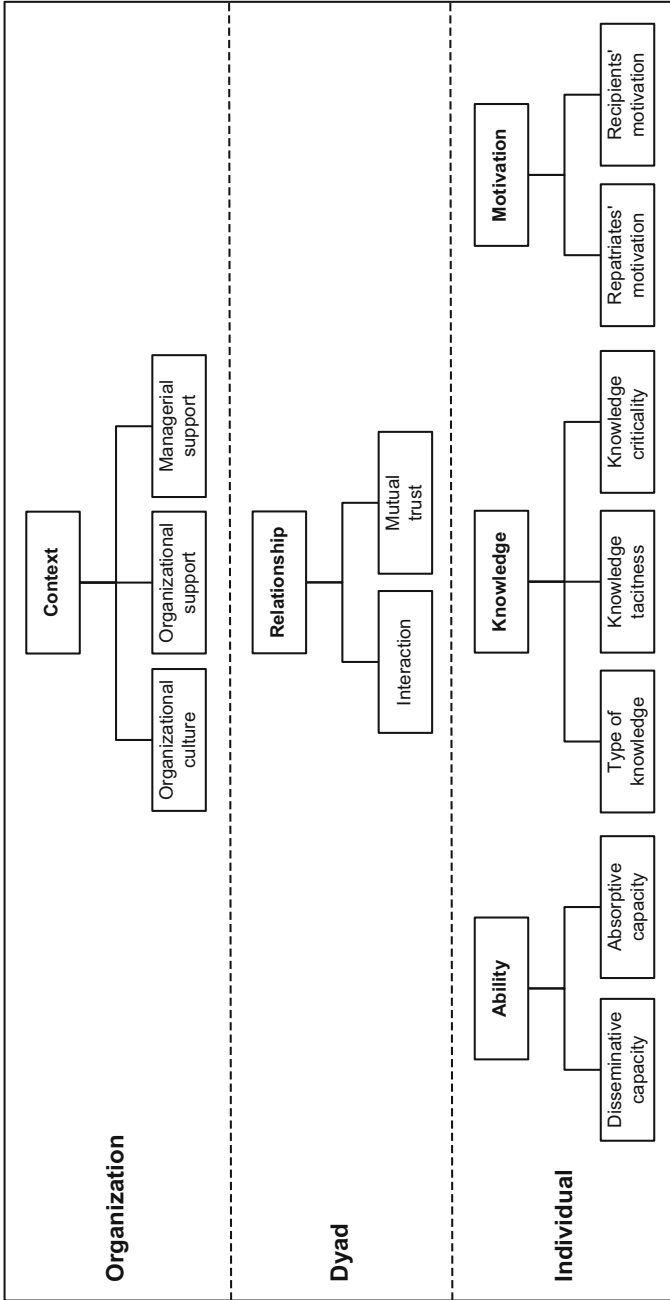 Organization
Context
Organizational
culture
Organizational
support
Managerial
support
Dyad
Relationship
Interaction
Mutual
trust
Individual
Ability
Disseminative
capacity
Absorptive
capacity
Knowledge
Type of
knowledge
Knowledge
tacitness
Knowledge
criticality
Motivation
Repatriates'
motivation
Recipients'
motivation